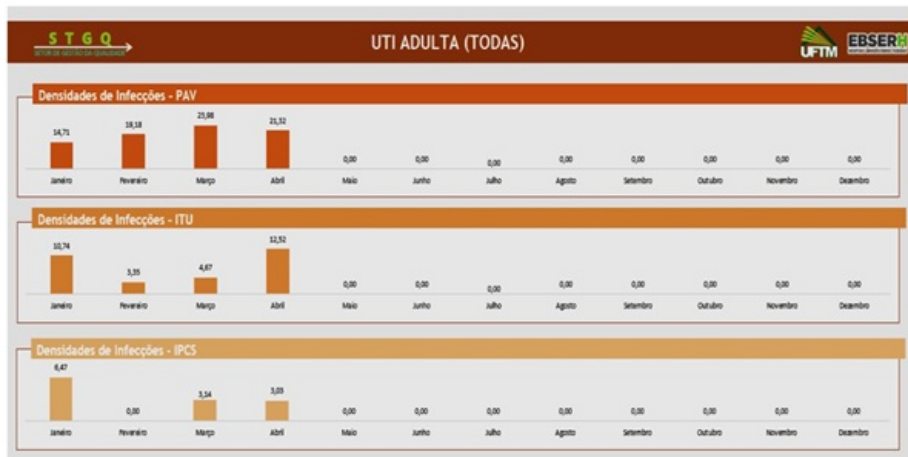 STGQ
SETOR DE GESTÃO DA QUALIDADE
UTI ADULTA (TODAS)
UFTM
EBSERH
Densidades de Infecções - PAV
14,71 19,18 23,98 21,32 0,00 0,00 0,00 0,00 0,00 0,00 0,00 0,00
Janeiro Fevereiro Março Abril Maio Junho Julho Agosto Setembro Outubro Novembro Dezembro
Densidades de Infecções - ITU
10,74 3,35 4,67 12,52 0,00 0,00 0,00 0,00 0,00 0,00 0,00 0,00
Janeiro Fevereiro Março Abril Maio Junho Julho Agosto Setembro Outubro Novembro Dezembro
Densidades de Infecções - IPCS
6,47 0,00 3,14 3,03 0,00 0,00 0,00 0,00 0,00 0,00 0,00 0,00
Janeiro Fevereiro Março Abril Maio Junho Julho Agosto Setembro Outubro Novembro Dezembro